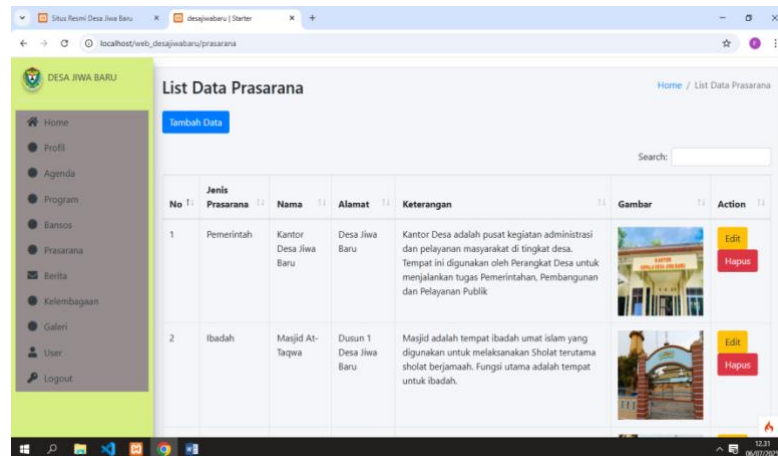 Situs Resmi Desa Jiwa Baru
desajiwabaru | Starter
localhost/web_desajiwabaru/prasarana
DESA JIWA BARU
Home
Profil
Agenda
Program
Bansos
Prasarana
Berita
Kelembagaan
Galeri
User
Logout
List Data Prasarana
Home / List Data Prasarana
Tambah Data
Search:
No
Jenis
Prasarana
Nama
Alamat
Keterangan
Gambar
Action
1
Pemerintah
Kantor
Desa Jiwa
Baru
Desa Jiwa
Baru
Kantor Desa adalah pusat kegiatan administrasi
dan pelayanan masyarakat di tingkat desa.
Tempat ini digunakan oleh Perangkat Desa untuk
menjalankan tugas Pemerintahan, Pembangunan
dan Pelayanan Publik
KANTOR
Edit
Hapus
2
Ibadah
Masjid At-
Taqwa
Dusun 1
Desa Jiwa
Baru
Masjid adalah tempat ibadah umat islam yang
digunakan untuk melaksanakan Sholat terutama
sholat berjamaah. Fungsi utama adalah tempat
untuk ibadah.
Edit
Hapus
12.31